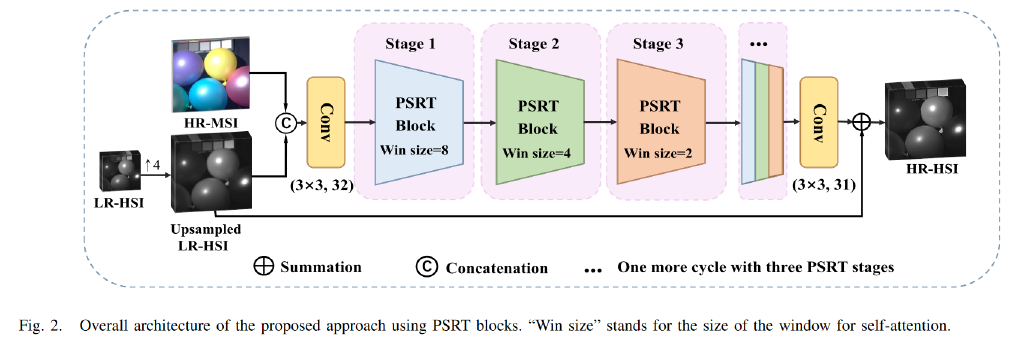 Stage 1
Stage 2
Stage 3
...
HR-MSI
C
Conv
(3×3, 32)
PSRT
Block
Win size=8
PSRT
Block
Win size=4
PSRT
Block
Win size=2
Conv
(3×3, 31)
HR-HSI
↑4
LR-HSI
Upsampled
LR-HSI
⊕ Summation
© Concatenation
... One more cycle with three PSRT stages
Fig. 2. Overall architecture of the proposed approach using PSRT blocks. “Win size” stands for the size of the window for self-attention.